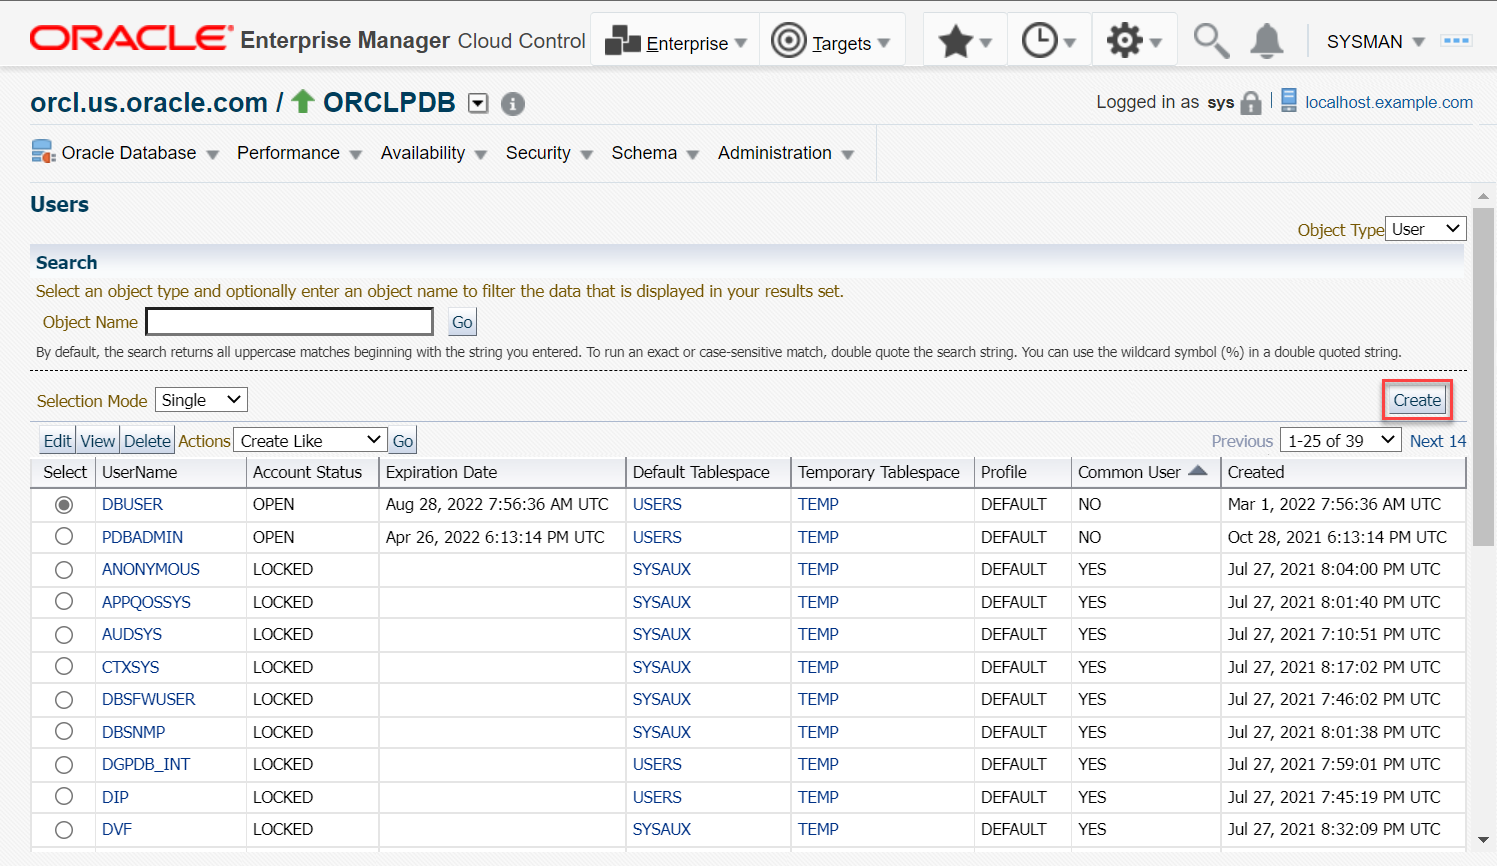 ORACLE® Enterprise Manager Cloud Control Enterprise Targets SYSMAN
orcl.us.oracle.com / ORCLPDB i Logged in as sys localhost.example.com
Oracle Database Performance Availability Security Schema Administration
Users
Object Type User
Search
Select an object type and optionally enter an object name to filter the data that is displayed in your results set.
Object Name Go
By default, the search returns all uppercase matches beginning with the string you entered. To run an exact or case-sensitive match, double quote the search string. You can use the wildcard symbol (%) in a double quoted string.
Selection Mode Single Create
Edit View Delete Actions Create Like Go Previous 1-25 of 39 Next 14
Select UserName Account Status Expiration Date Default Tablespace Temporary Tablespace Profile Common User Created
DBUSER OPEN Aug 28, 2022 7:56:36 AM UTC USERS TEMP DEFAULT NO Mar 1, 2022 7:56:36 AM UTC
PDBADMIN OPEN Apr 26, 2022 6:13:14 PM UTC USERS TEMP DEFAULT NO Oct 28, 2021 6:13:14 PM UTC
ANONYMOUS LOCKED SYSAUX TEMP DEFAULT YES Jul 27, 2021 8:04:00 PM UTC
APPQOSSYS LOCKED SYSAUX TEMP DEFAULT YES Jul 27, 2021 8:01:40 PM UTC
AUDSYS LOCKED SYSAUX TEMP DEFAULT YES Jul 27, 2021 7:10:51 PM UTC
CTXSYS LOCKED SYSAUX TEMP DEFAULT YES Jul 27, 2021 8:17:02 PM UTC
DBSFWUSER LOCKED SYSAUX TEMP DEFAULT YES Jul 27, 2021 7:46:02 PM UTC
DBSNMP LOCKED SYSAUX TEMP DEFAULT YES Jul 27, 2021 8:01:38 PM UTC
DGPDB_INT LOCKED USERS TEMP DEFAULT YES Jul 27, 2021 7:59:01 PM UTC
DIP LOCKED USERS TEMP DEFAULT YES Jul 27, 2021 7:45:19 PM UTC
DVF LOCKED SYSAUX TEMP DEFAULT YES Jul 27, 2021 8:32:09 PM UTC